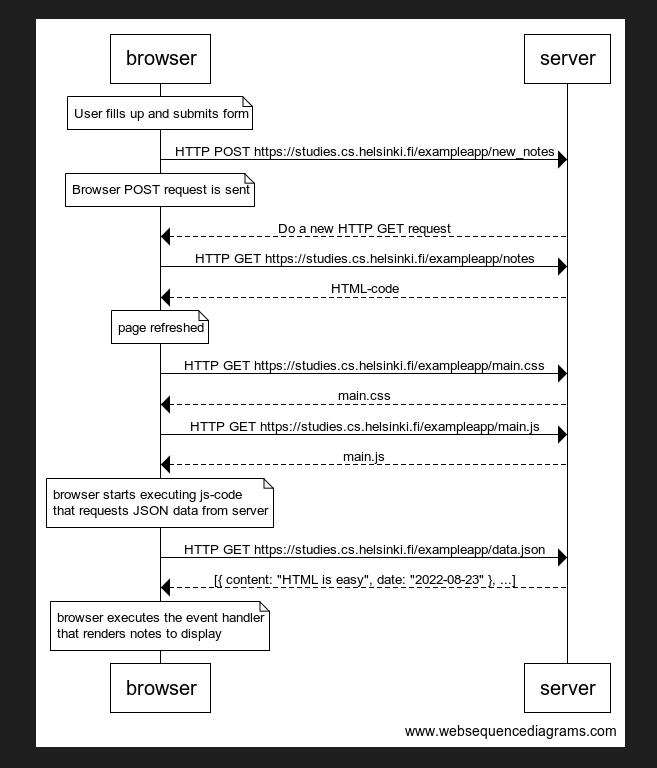 browser
server
User fills up and submits form
HTTP POST https://studies.cs.helsinki.fi/exampleapp/new_notes
Browser POST request is sent
Do a new HTTP GET request
HTTP GET https://studies.cs.helsinki.fi/exampleapp/notes
HTML-code
page refreshed
HTTP GET https://studies.cs.helsinki.fi/exampleapp/main.css
main.css
HTTP GET https://studies.cs.helsinki.fi/exampleapp/main.js
main.js
browser starts executing js-code
that requests JSON data from server
HTTP GET https://studies.cs.helsinki.fi/exampleapp/data.json
[{ content: "HTML is easy", date: "2022-08-23" }, ...]
browser executes the event handler
that renders notes to display
browser
server
www.websequencediagrams.com